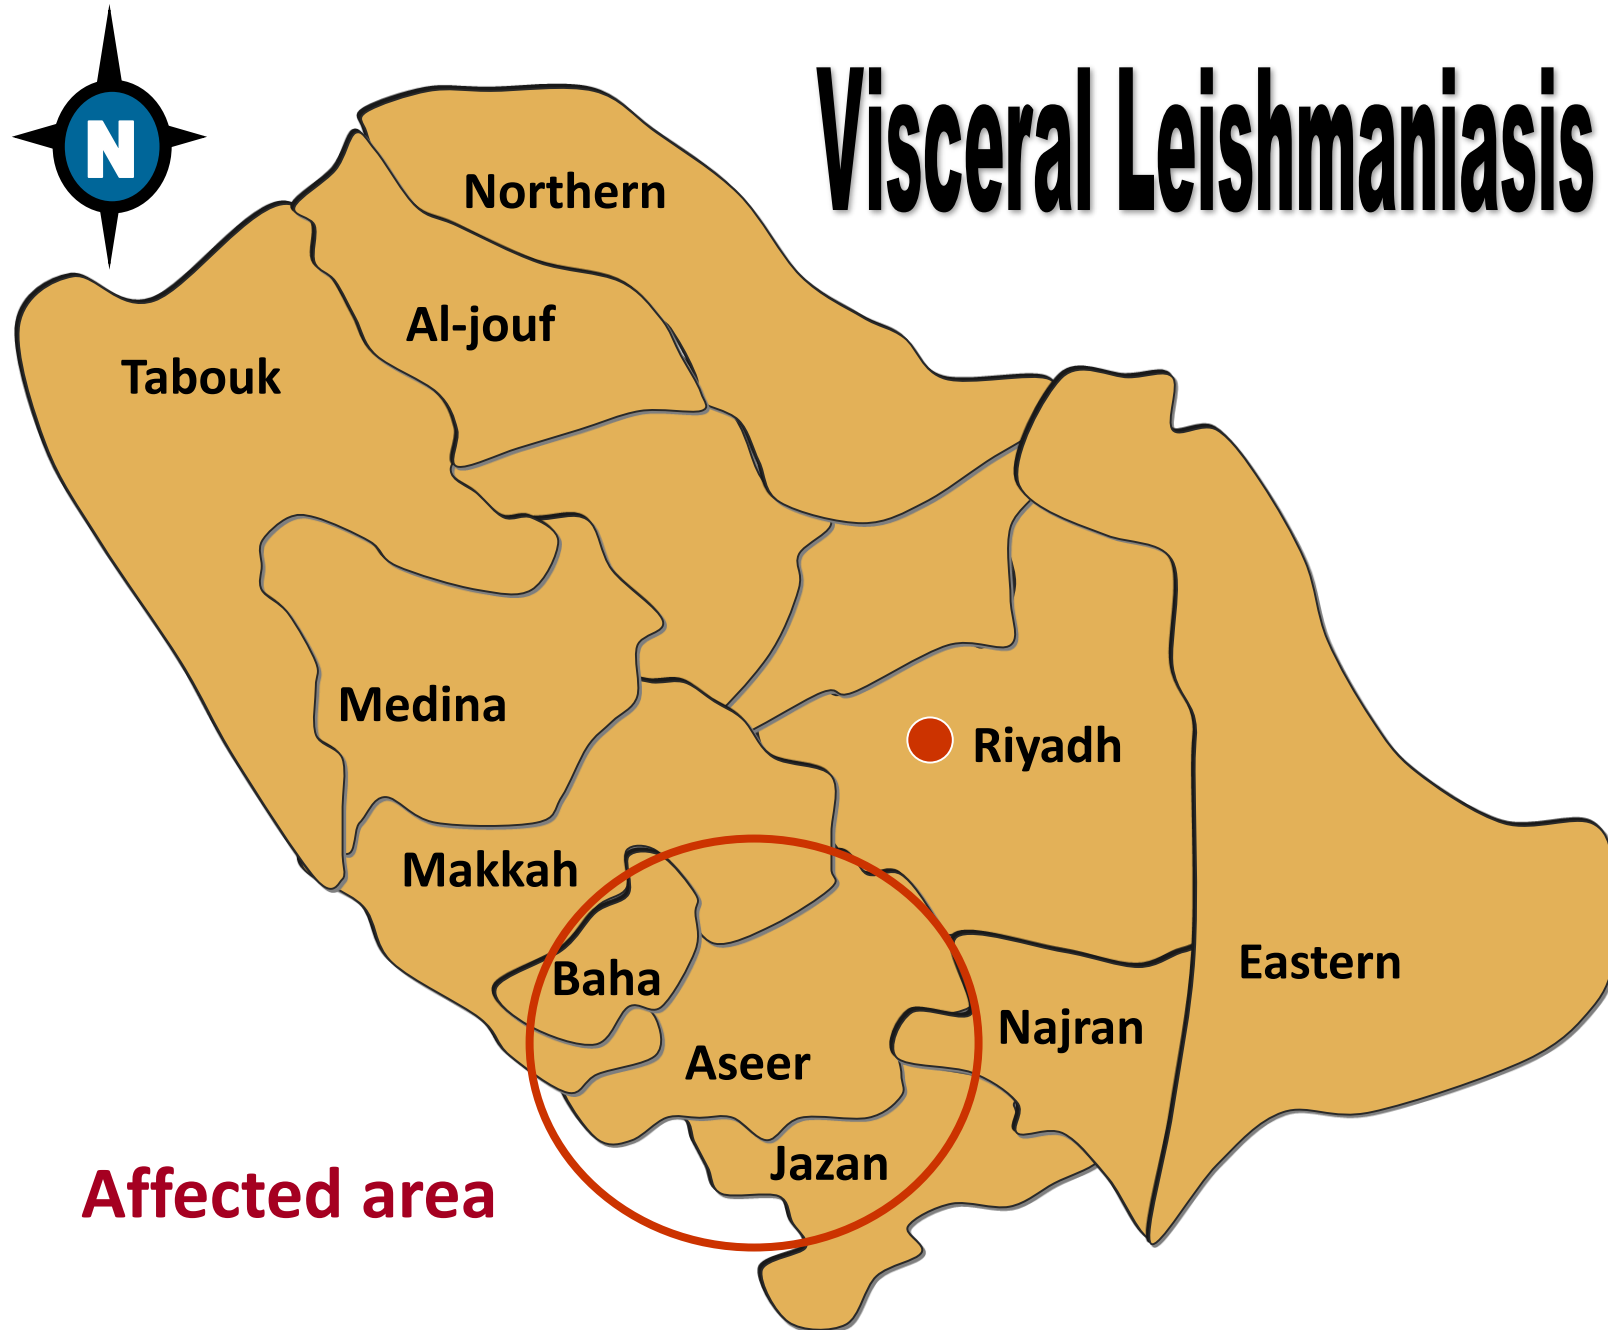 Visceral Leishmaniasis
N
Northern
Al-jouf
Tabouk
Medina
Riyadh
Makkah
Baha
Eastern
Najran
Aseer
Jazan
Affected area